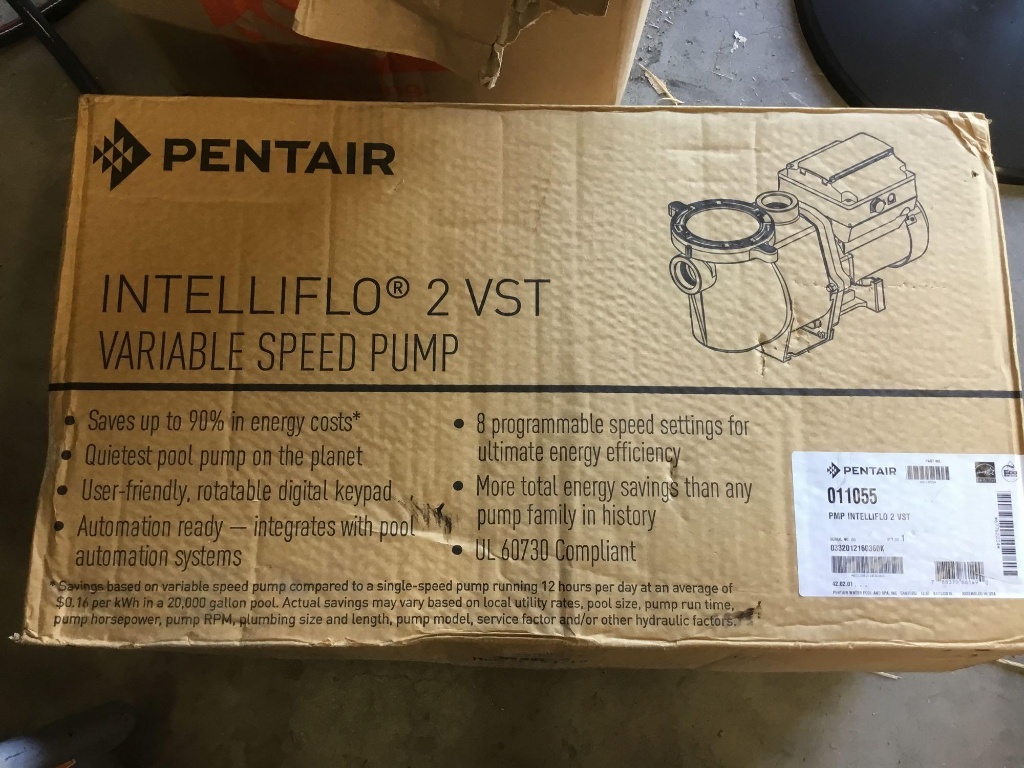 PENTAIR
INTELLIFLO® 2 VST
VARIABLE SPEED PUMP
• Saves up to 90% in energy costs*
• Quietest pool pump on the planet
• User-friendly, rotatable digital keypad
• Automation ready — integrates with pool
automation systems
• 8 programmable speed settings for
ultimate energy efficiency
• More total energy savings than any
pump family in history
• UL 60730 Compliant
* Savings based on variable speed pump compared to a single-speed pump running 12 hours per day at an average of
$0.16 per kWh in a 20,000 gallon pool. Actual savings may vary based on local utility rates, pool size, pump run time,
pump horsepower, pump RPM, plumbing size and length, pump model, service factor and/or other hydraulic factors.
PENTAIR
011055
PMP INTELLIFLO 2 VST
SERIAL NO.
1